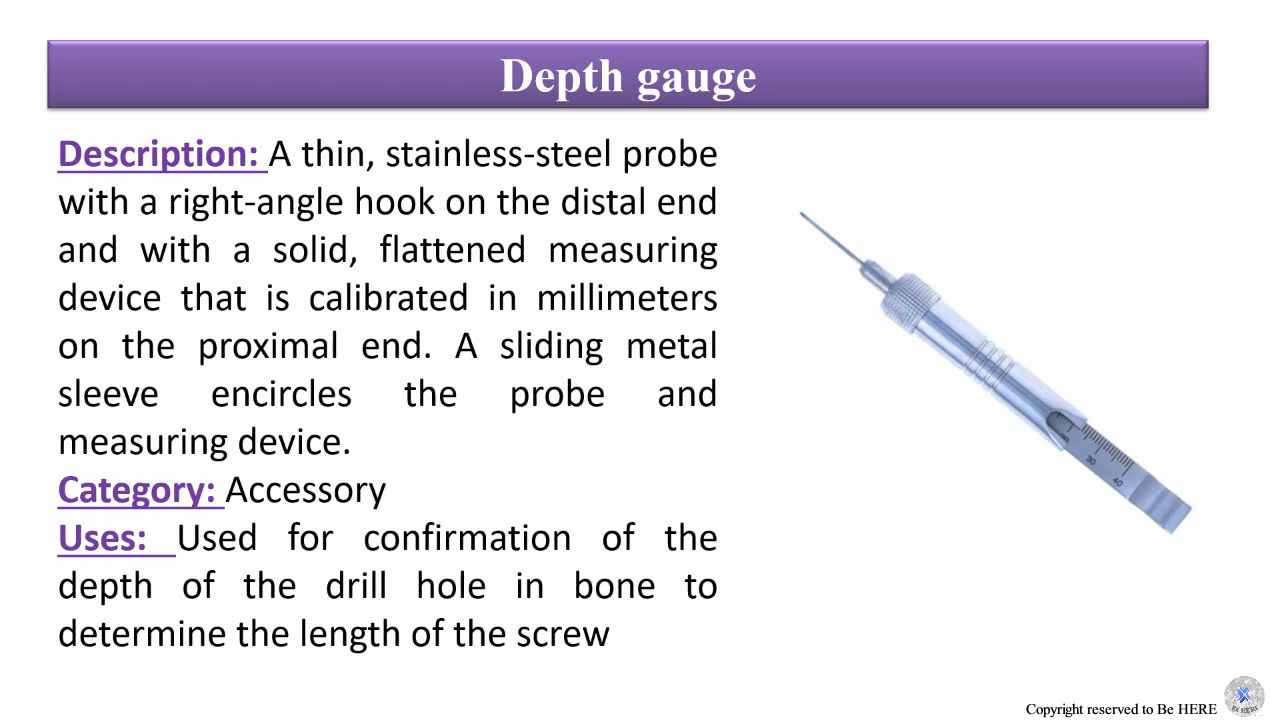 Depth gauge
Description: A thin, stainless-steel probe
with a right-angle hook on the distal end
and with a solid, flattened measuring
device that is calibrated in millimeters
on the proximal end. A sliding metal
sleeve encircles the probe and
measuring device.
Category: Accessory
Uses: Used for confirmation of the
depth of the drill hole in bone to
determine the length of the screw
30
40
Copyright reserved to Be HERE